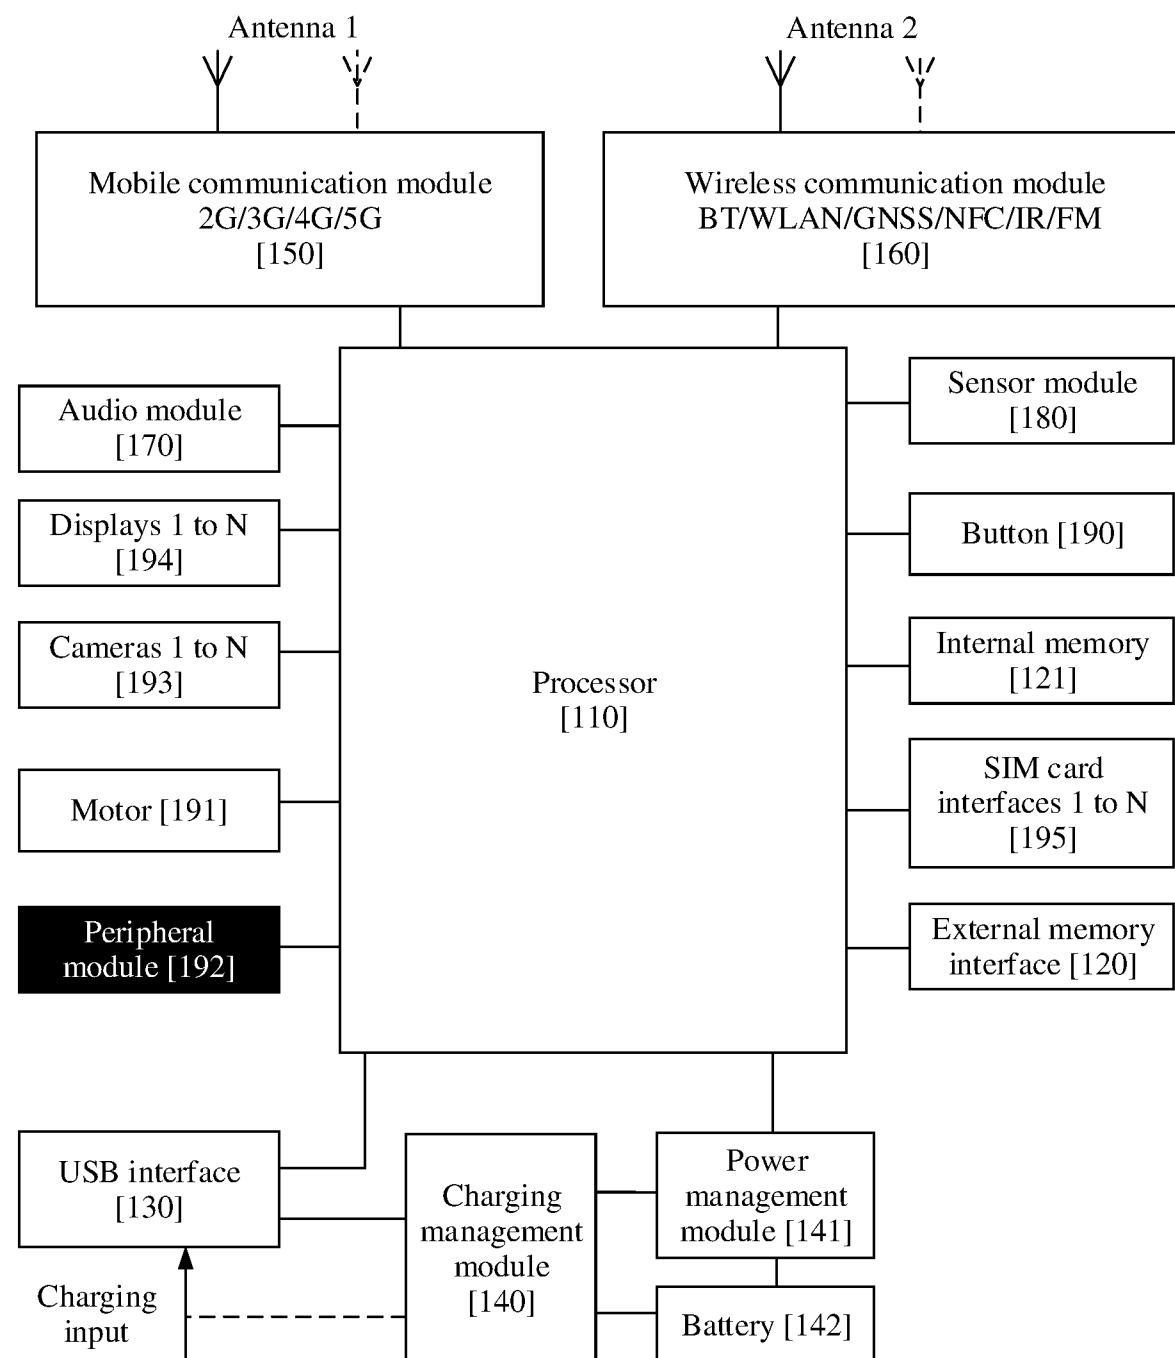 Antenna 1
Antenna 2
Mobile communication module
2G/3G/4G/5G
[150]
Wireless communication module
BT/WLAN/GNSS/NFC/IR/FM
[160]
Audio module
[170]
Displays 1 to N
[194]
Cameras 1 to N
[193]
Motor [191]
Peripheral
module [192]
Processor
[110]
Sensor module
[180]
Button [190]
Internal memory
[121]
SIM card
interfaces 1 to N
[195]
External memory
interface [120]
USB interface
[130]
Charging
input
Charging
management
module
[140]
Power
management
module [141]
Battery [142]